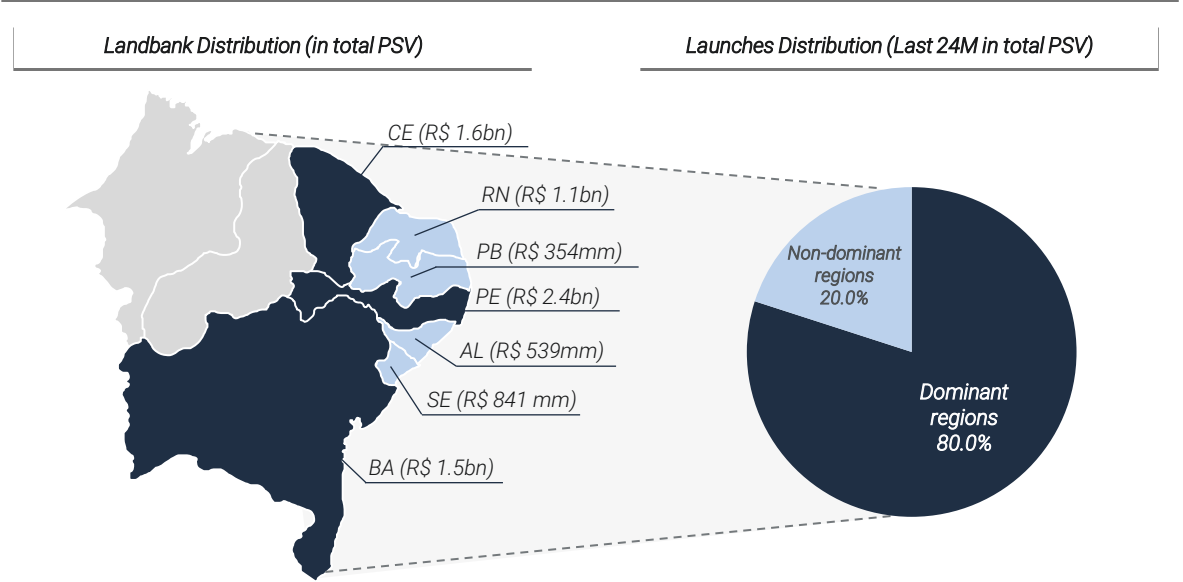 Landbank Distribution (in total PSV)
Launches Distribution (Last 24M in total PSV)
CE (R$ 1.6bn)
RN (R$ 1.1bn)
PB (R$ 354mm)
PE (R$ 2.4bn)
AL (R$ 539mm)
SE (R$ 841 mm)
BA (R$ 1.5bn)
Non-dominant
regions
20.0%
Dominant
regions
80.0%